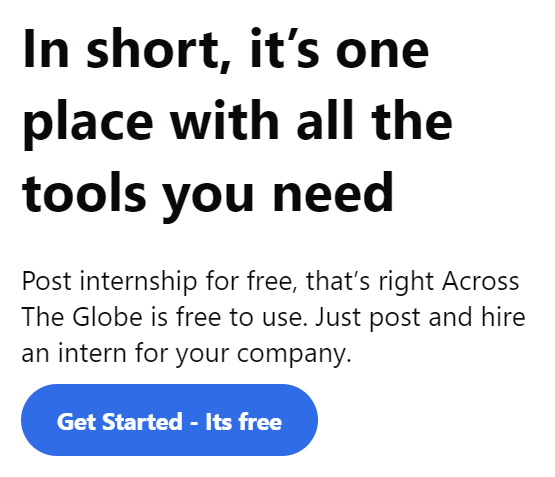 In short, it’s one
place with all the
tools you need
Post internship for free, that’s right Across
The Globe is free to use. Just post and hire
an intern for your company.
Get Started - Its free